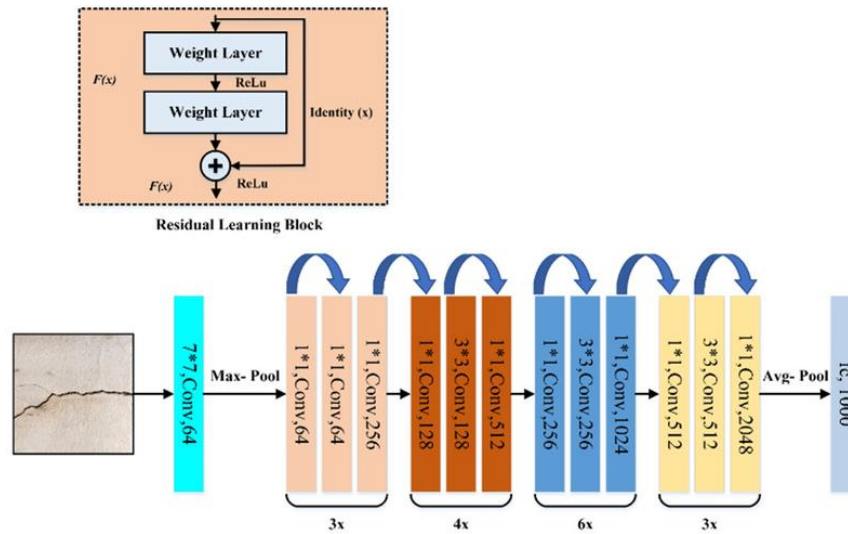 Weight Layer
F(x)
ReLu
Weight Layer
Identity (x)
F(x)
ReLu
Residual Learning Block
7*7,Conv,64
Max- Pool
1*1,Conv,64
1*1,Conv,64
1*1,Conv,256
1*1,Conv,128
3*3,Conv,128
1*1,Conv,512
1*1,Conv,256
3*3,Conv,256
1*1,Conv,1024
1*1,Conv,512
3*3,Conv,512
1*1,Conv,2048
Avg- Pool
1000
3x
4x
6x
3x